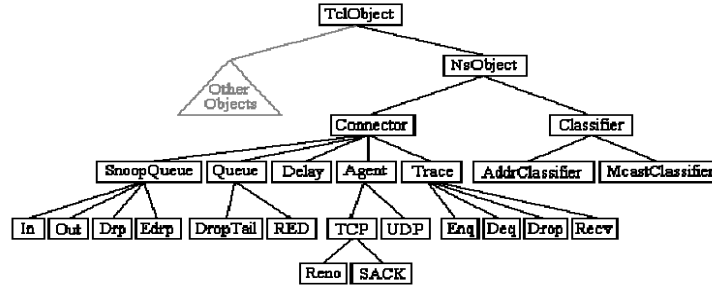 TclObject
NsObject
Other
Objects
Connector
Classifier
SnoopQueue
Queue
Delay
Agent
Trace
AddrClassifier
McastClassifier
In
Out
Drp
Edrp
DropTail
RED
TCP
UDP
Enq
Deq
Drop
Recv
Reno
SACK